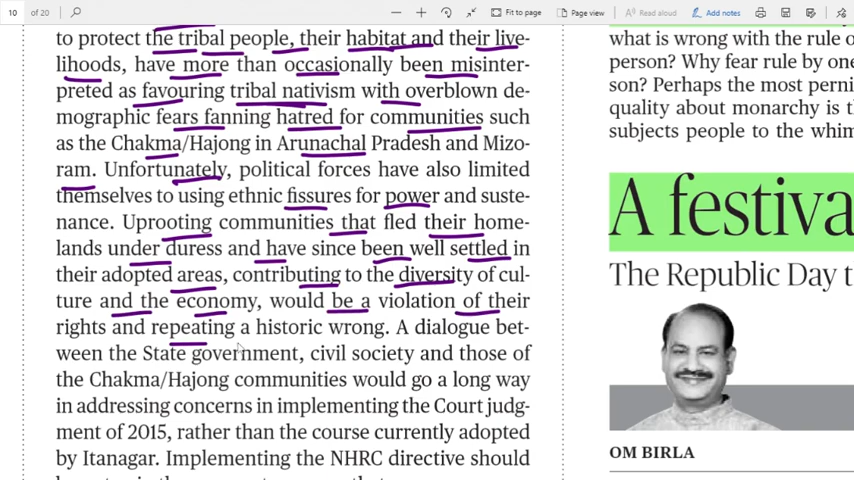 10 of 20
Fit to page
Page view
Read aloud
Add notes
to protect the tribal people, their habitat and their live-
lihoods, have more than occasionally been misinter-
preted as favouring tribal nativism with overblown de-
mographic fears fanning hatred for communities such
as the Chakma/Hajong in Arunachal Pradesh and Mizo-
ram. Unfortunately, political forces have also limited
themselves to using ethnic fissures for power and suste-
nance. Uprooting communities that fled their home-
lands under duress and have since been well settled in
their adopted areas, contributing to the diversity of cul-
ture and the economy, would be a violation of their
rights and repeating a historic wrong. A dialogue bet-
ween the State government, civil society and those of
the Chakma/Hajong communities would go a long way
in addressing concerns in implementing the Court judg-
ment of 2015, rather than the course currently adopted
by Itanagar. Implementing the NHRC directive should
what is wrong with the rule o
person? Why fear rule by one
son? Perhaps the most perni
quality about monarchy is t
subjects people to the whim
A festiva
The Republic Day t
OM BIRLA